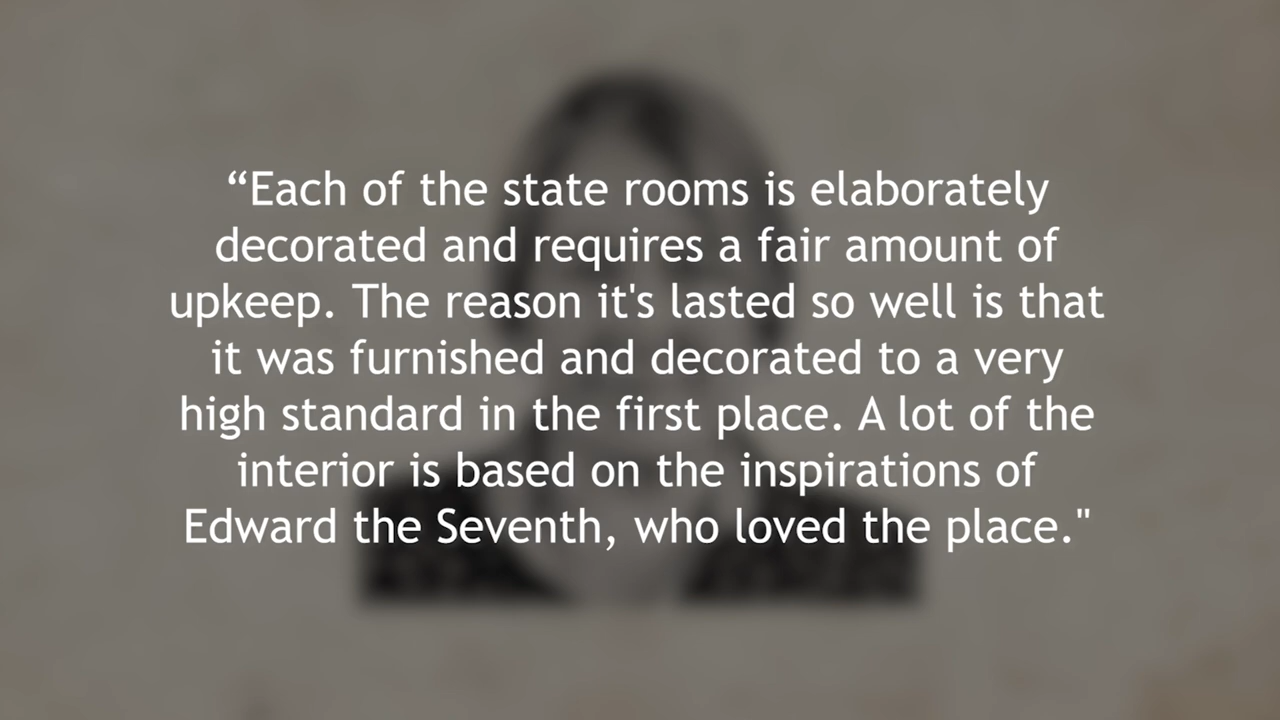 “Each of the state rooms is elaborately
decorated and requires a fair amount of
upkeep. The reason it's lasted so well is that
it was furnished and decorated to a very
high standard in the first place. A lot of the
interior is based on the inspirations of
Edward the Seventh, who loved the place."